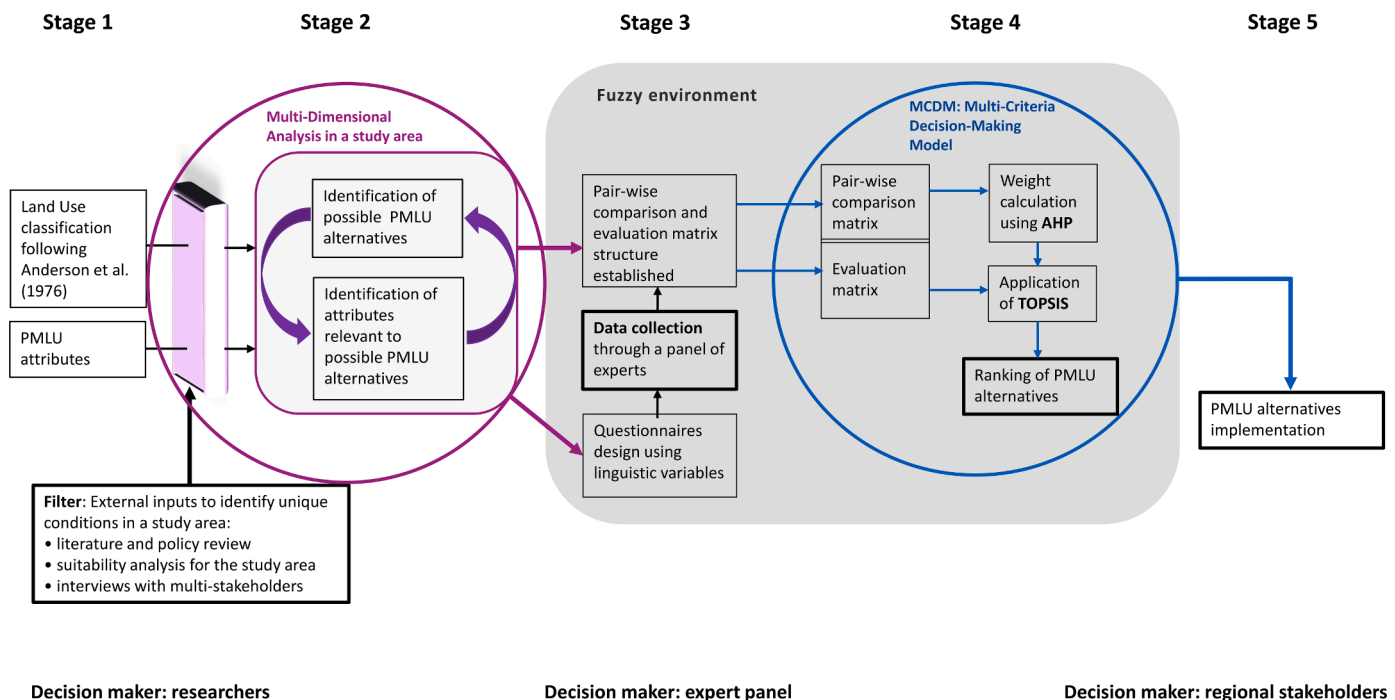 Stage 1
Stage 2
Stage 3
Stage 4
Stage 5
Land Use
classification
following
Anderson et al.
(1976)
PMLU
attributes
Filter: External inputs to identify unique
conditions in a study area:
• literature and policy review
• suitability analysis for the study area
• interviews with multi-stakeholders
Multi-Dimensional
Analysis in a study area
Identification of
possible PMLU
alternatives
Identification of
attributes
relevant to
possible PMLU
alternatives
Fuzzy environment
Pair-wise
comparison and
evaluation matrix
structure
established
Data collection
through a panel of
experts
Questionnaires
design using
linguistic variables
MCDM: Multi-Criteria
Decision-Making
Model
Pair-wise
comparison
matrix
Evaluation
matrix
Weight
calculation
using AHP
Application
of TOPSIS
Ranking of PMLU
alternatives
PMLU alternatives
implementation
Decision maker: researchers
Decision maker: expert panel
Decision maker: regional stakeholders